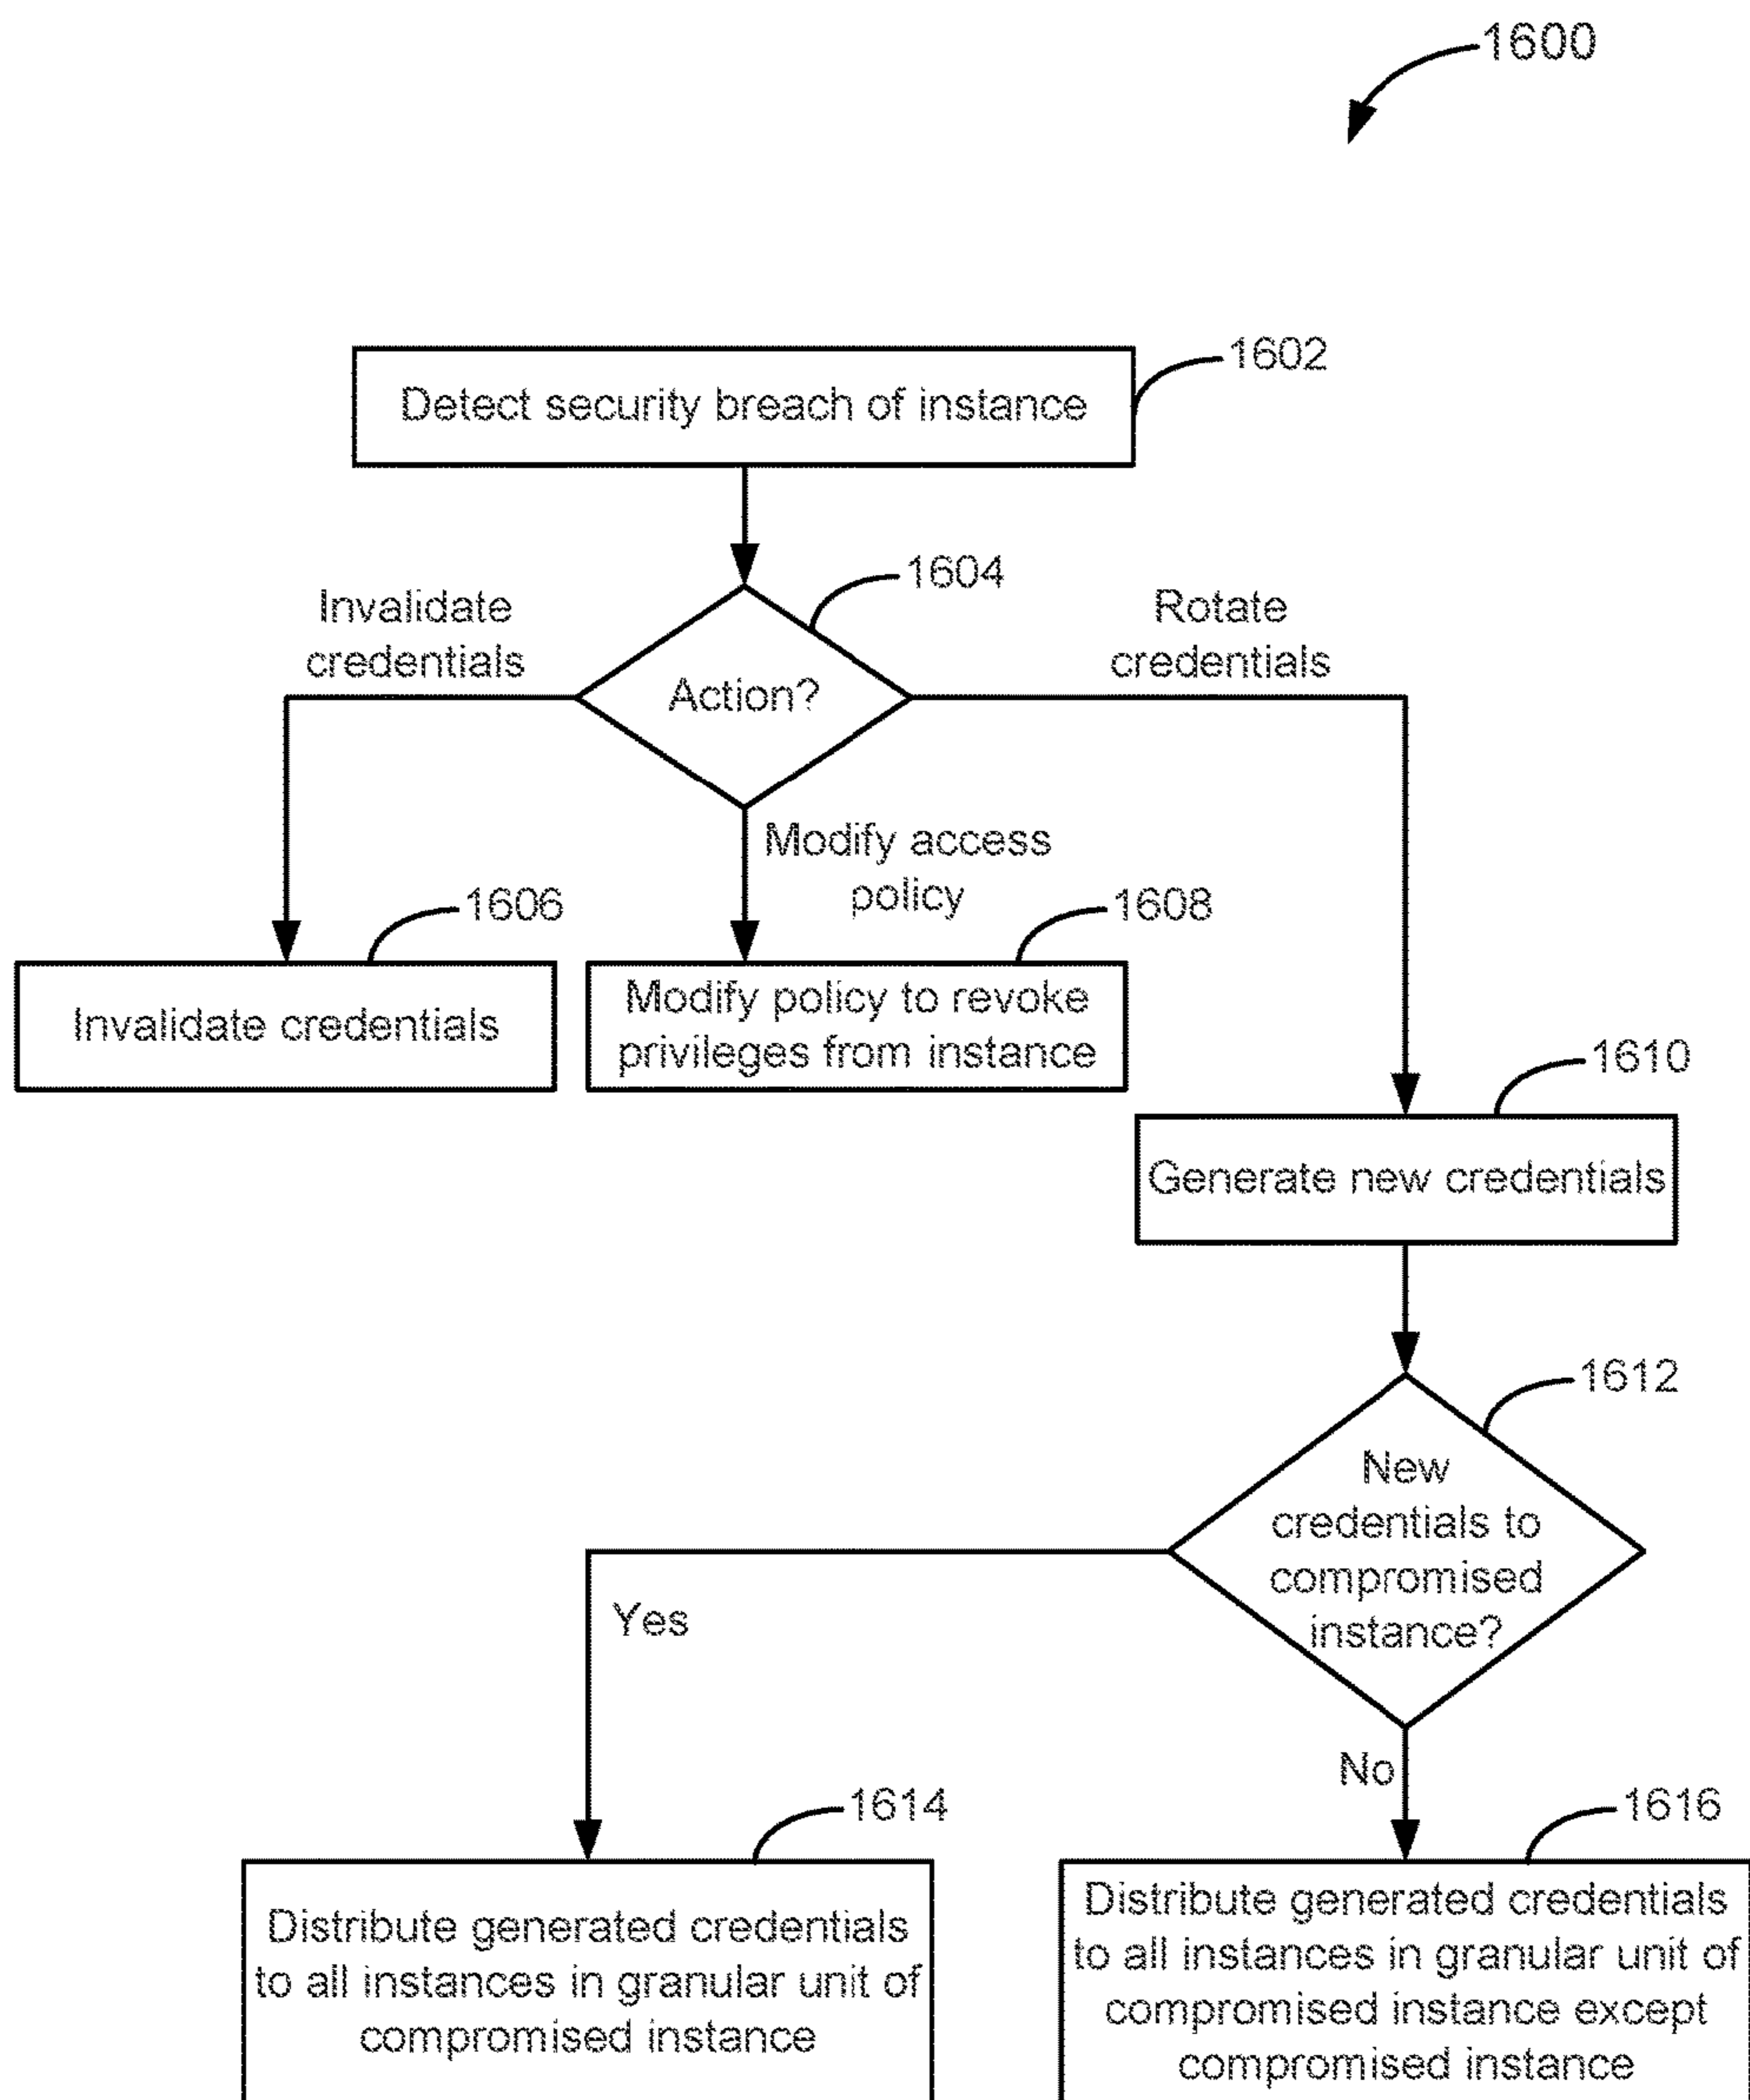 1600
1602
Detect security breach of instance
1604
Invalidate
credentials
Rotate
credentials
Action?
Modify access
policy
1606
1608
Invalidate credentials
Modify policy to revoke
privileges from instance
1610
Generate new credentials
1612
New
credentials to
compromised
instance?
Yes
No
1614
1616
Distribute generated credentials
to all instances in granular unit of
compromised instance
Distribute generated credentials
to all instances in granular unit of
compromised instance except
compromised instance